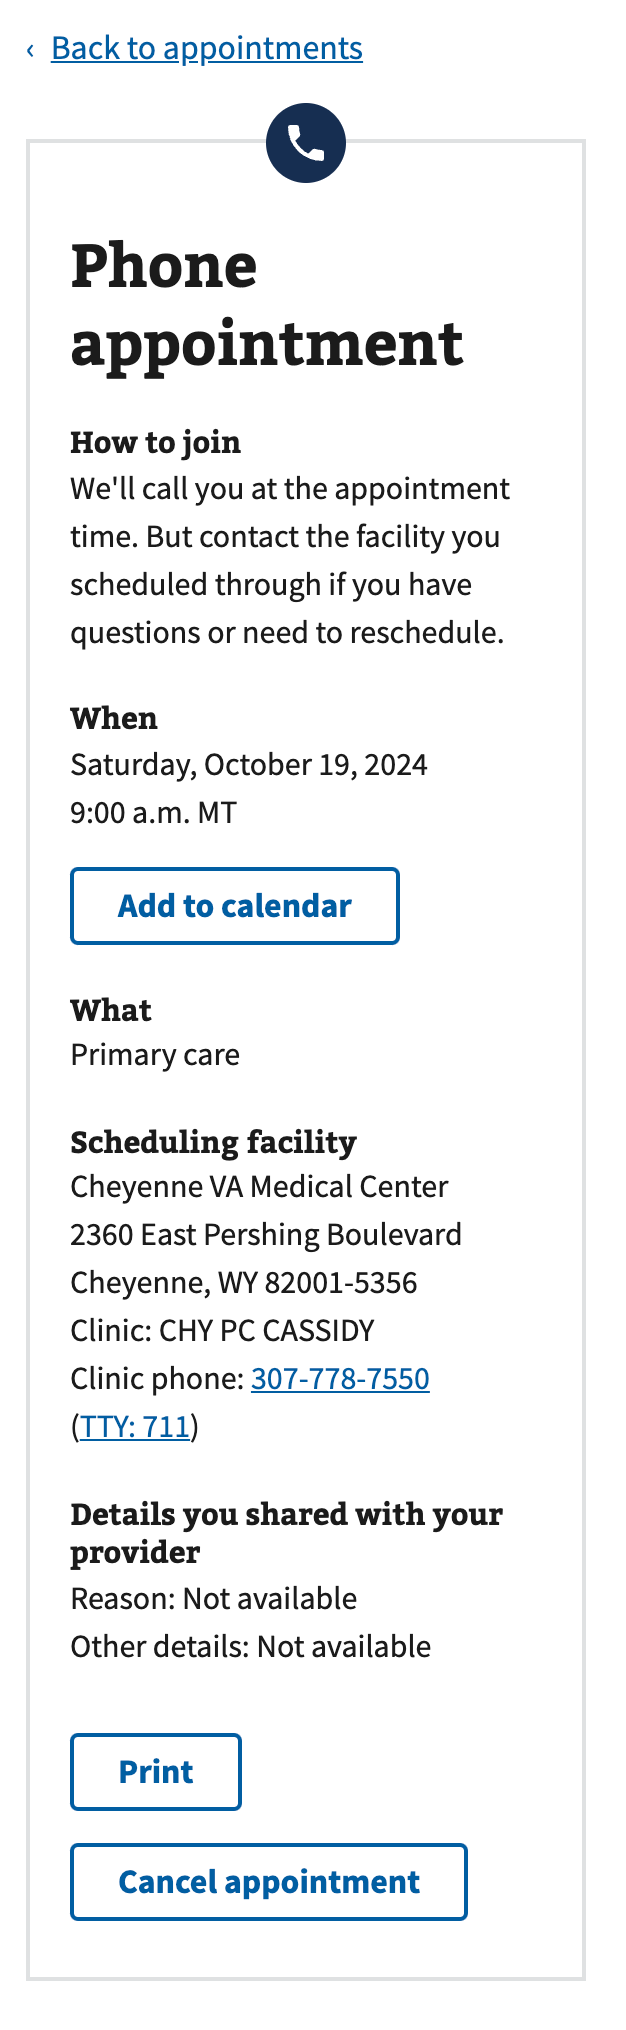 ‹ Back to appointments
Phone
appointment
How to join
We'll call you at the appointment
time. But contact the facility you
scheduled through if you have
questions or need to reschedule.
When
Saturday, October 19, 2024
9:00 a.m. MT
Add to calendar
What
Primary care
Scheduling facility
Cheyenne VA Medical Center
2360 East Pershing Boulevard
Cheyenne, WY 82001-5356
Clinic: CHY PC CASSIDY
Clinic phone: 307-778-7550
(TTY: 711)
Details you shared with your
provider
Reason: Not available
Other details: Not available
Print
Cancel appointment